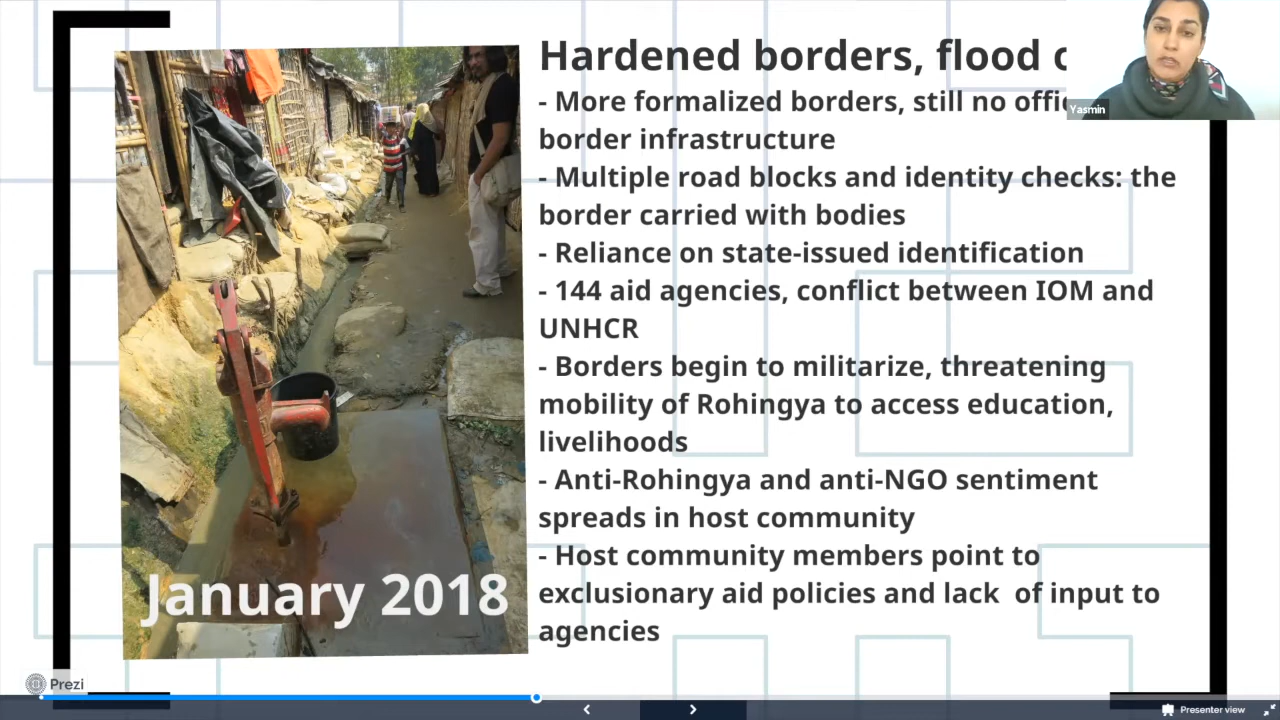 Hardened borders, flood
- More formalized borders, still no
border infrastructure
- Multiple road blocks and identity checks: the
border carried with bodies
- Reliance on state-issued identification
- 144 aid agencies, conflict between IOM and
UNHCR
- Borders begin to militarize, threatening
mobility of Rohingya to access education,
livelihoods
- Anti-Rohingya and anti-NGO sentiment
spreads in host community
- Host community members point to
exclusionary aid policies and lack of input to
agencies
January 2018
Yasmin
Prezi
Presenter view